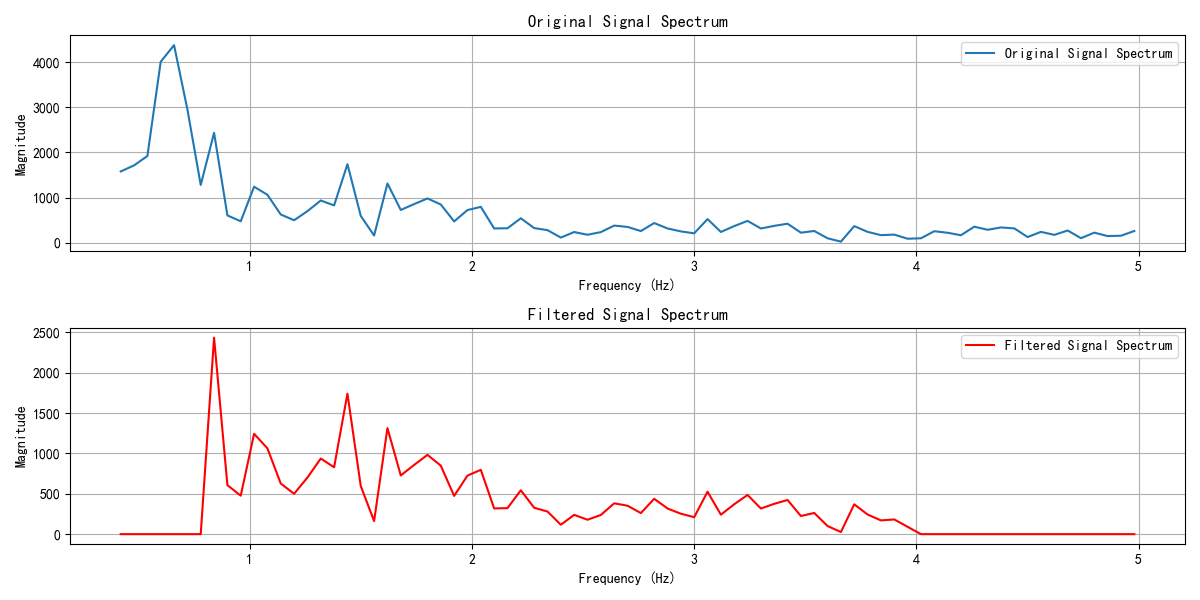 Original Signal Spectrum
Original Signal Spectrum
4000
3000
2000
1000
0
Magnitude
1 2 3 4 5
Frequency (Hz)
Filtered Signal Spectrum
Filtered Signal Spectrum
2500
2000
1500
1000
500
0
Magnitude
1 2 3 4 5
Frequency (Hz)